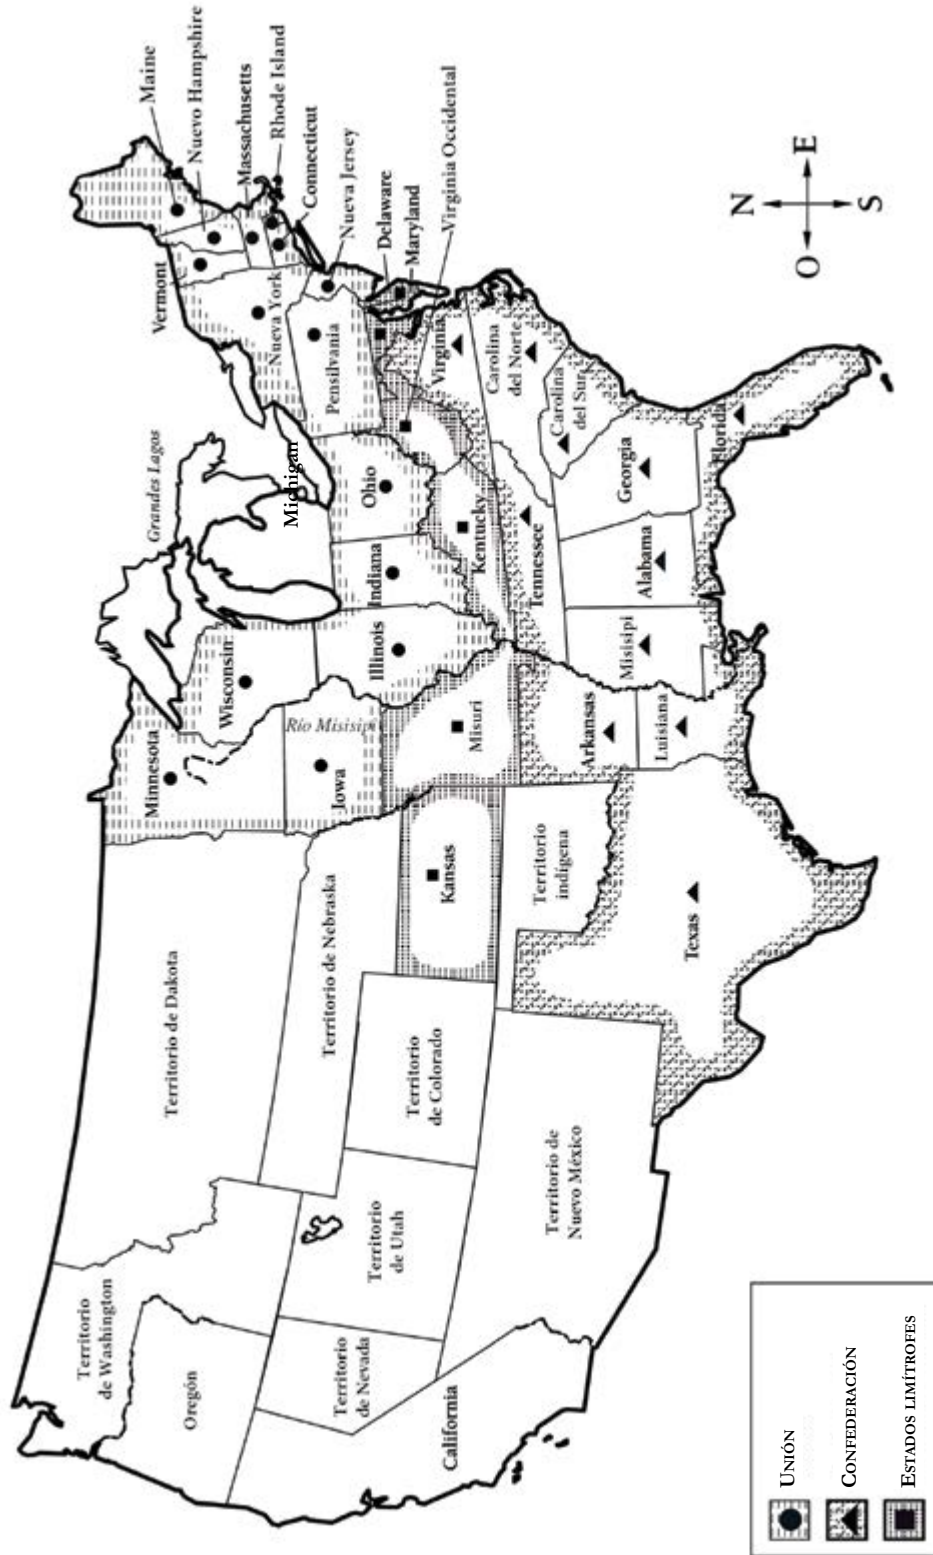 Territorio
de Washington
Oregón
California
Territorio
de Nevada
Territorio
de Utah
Territorio de Dakota
Territorio de Nebraska
Territorio
de Colorado
Territorio de
Nuevo México
Kansas
Territorio
indígena
Texas
Minnesota
Iowa
Río Misisipi
Wisconsin
Illinois
Misuri
Arkansas
Luisiana
Grandes Lagos
Michigan
Indiana
Ohio
Kentucky
Tennessee
Misisipi
Alabama
Georgia
Florida
Carolina
del Sur
Carolina
del Norte
Virginia
Pensilvania
Nueva York
Vermont
Maine
Nuevo Hampshire
Massachusetts
Rhode Island
Connecticut
Nueva Jersey
Delaware
Maryland
Virginia Occidental
N
O
E
S
UNIÓN
CONFEDERACIÓN
ESTADOS LIMÍTROFES